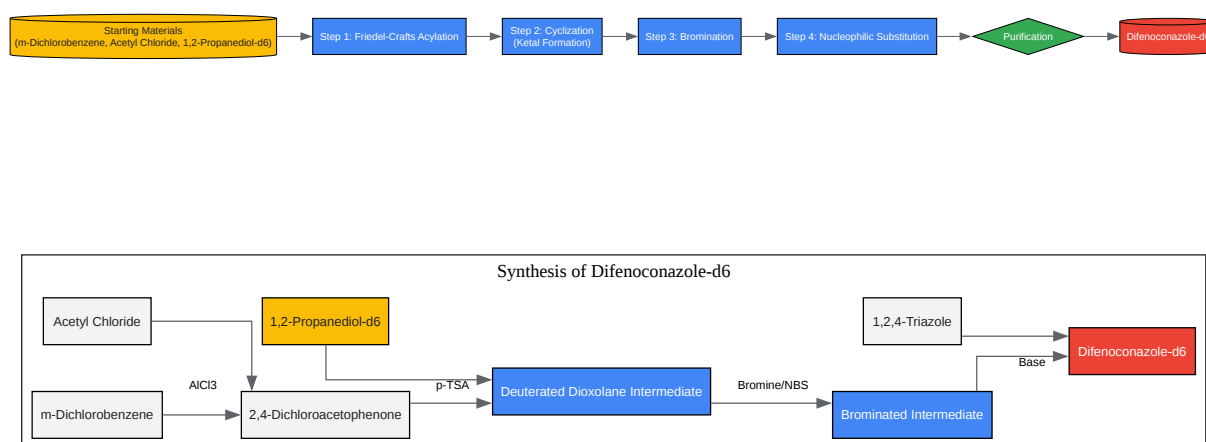 Starting Materials
(m-Dichlorobenzene, Acetyl Chloride, 1,2-Propanediol-d6)
Step 1: Friedel-Crafts Acylation
Step 2: Cyclization
(Ketal Formation)
Step 3: Bromination
Step 4: Nucleophilic Substitution
Purification
Difenoconazole-d6
Synthesis of Difenoconazole-d6
Acetyl Chloride
1,2-Propanediol-d6
1,2,4-Triazole
Difenoconazole-d6
Base
AlCl3
p-TSA
Deuterated Dioxolane Intermediate
Bromine/NBS
m-Dichlorobenzene
2,4-Dichloroacetophenone
Brominated Intermediate